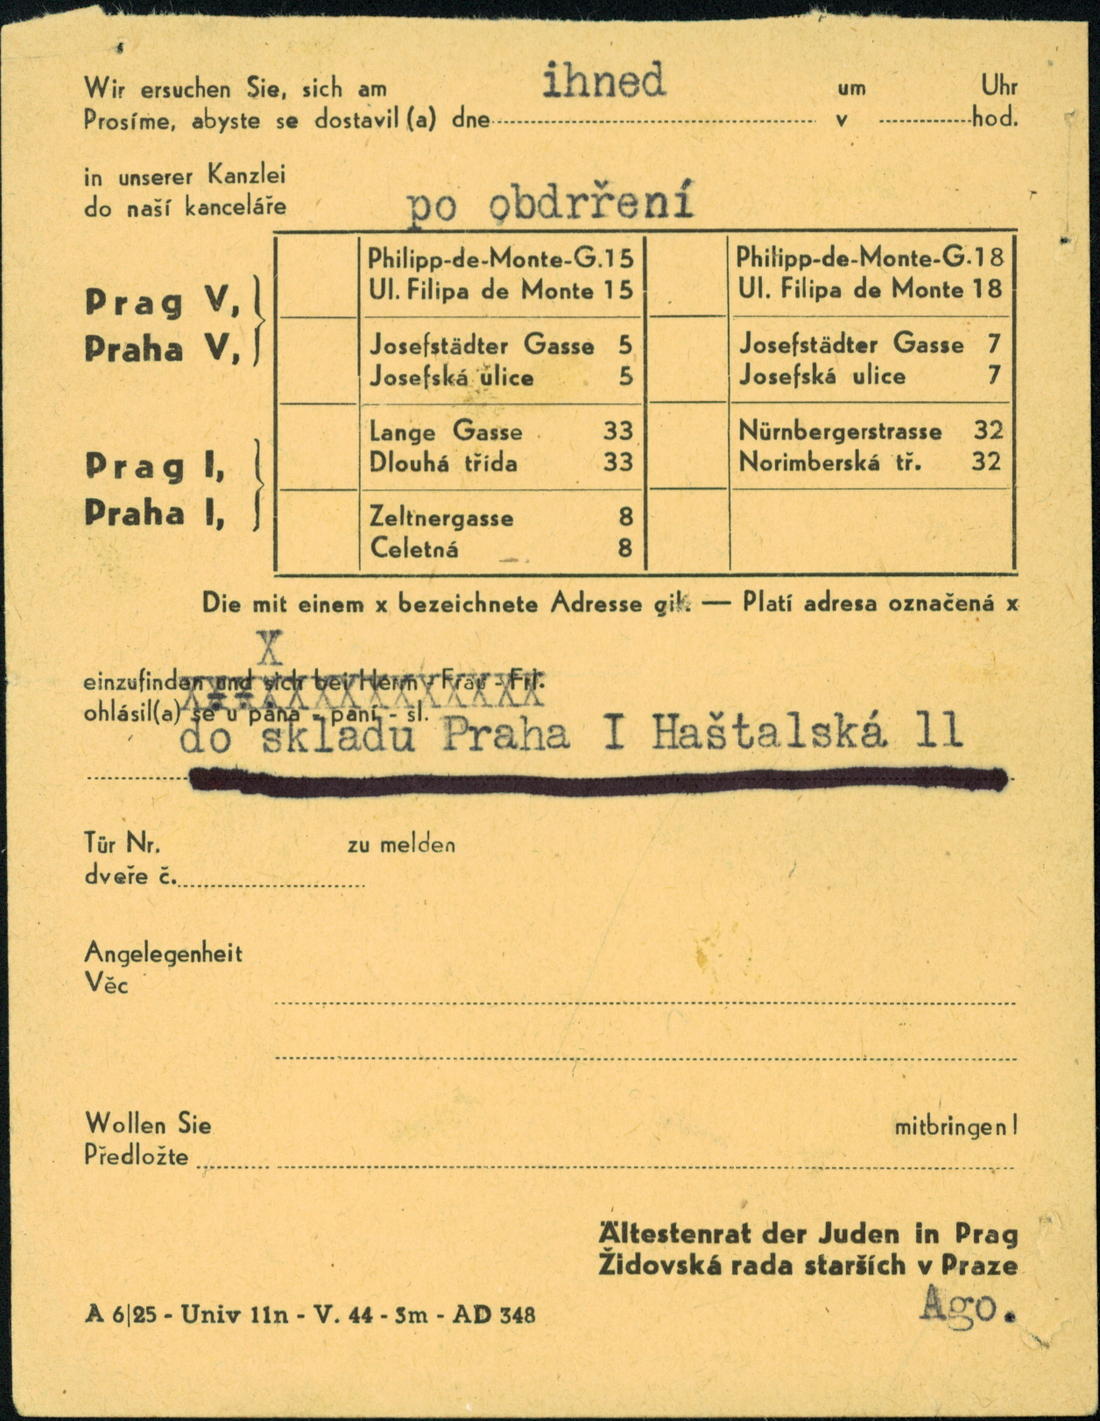 Wir ersuchen Sie, sich am ihned um Uhr
Prosíme, abyste se dostavil(a) dne v hod.
in unserer Kanzlei
do naší kanceláře po obdrření
Prag V,
Praha V,
Philipp-de-Monte-G. 15 Philipp-de-Monte-G. 18
Ul. Filipa de Monte 15 Ul. Filipa de Monte 18
Josefstädter Gasse 5 Josefstädter Gasse 7
Josefská ulice 5 Josefská ulice 7
Prag I,
Praha I,
Lange Gasse 33 Nürnbergerstrasse 32
Dlouhá třída 33 Norimberská tř. 32
Zeltnergasse 8
Celetná 8
Die mit einem x bezeichnete Adresse gilt. — Platí adresa označená x
X
einzufinden und sich bei Herrn - Frau - Frl.
XXXXXXXXXXXXXX
ohlásil(a) se u pána - paní - sl.
do skladu Praha I Haštalská 11
Tür Nr. zu melden
dveře č.
Angelegenheit
Věc
Wollen Sie mitbringen!
Předložte
Ältestenrat der Juden in Prag
Židovská rada starších v Praze
Ago.
A 6|25 - Univ 11n - V. 44 - 3m - AD 348